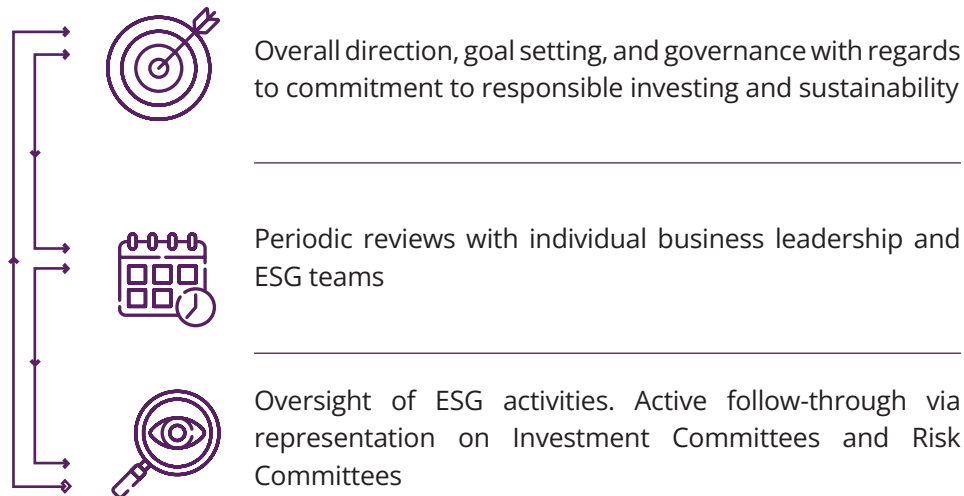 Overall direction, goal setting, and governance with regards
to commitment to responsible investing and sustainability
Periodic reviews with individual business leadership and
ESG teams
Oversight of ESG activities. Active follow-through via
representation on Investment Committees and Risk
Committees